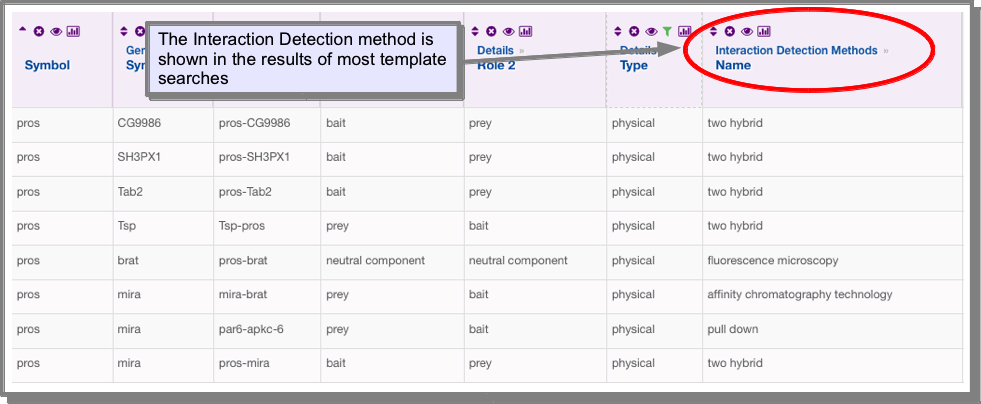 The Interaction Detection method is
shown in the results of most template
searches
Symbol
Details »
Role 2
Details
Type
Interaction Detection Methods »
Name
pros CG9986 pros-CG9986 bait prey physical two hybrid
pros SH3PX1 pros-SH3PX1 bait prey physical two hybrid
pros Tab2 pros-Tab2 bait prey physical two hybrid
pros Tsp Tsp-pros prey bait physical two hybrid
pros brat pros-brat neutral component neutral component physical fluorescence microscopy
pros mira mira-brat prey bait physical affinity chromatography technology
pros mira par6-apkc-6 prey bait physical pull down
pros mira pros-mira bait prey physical two hybrid